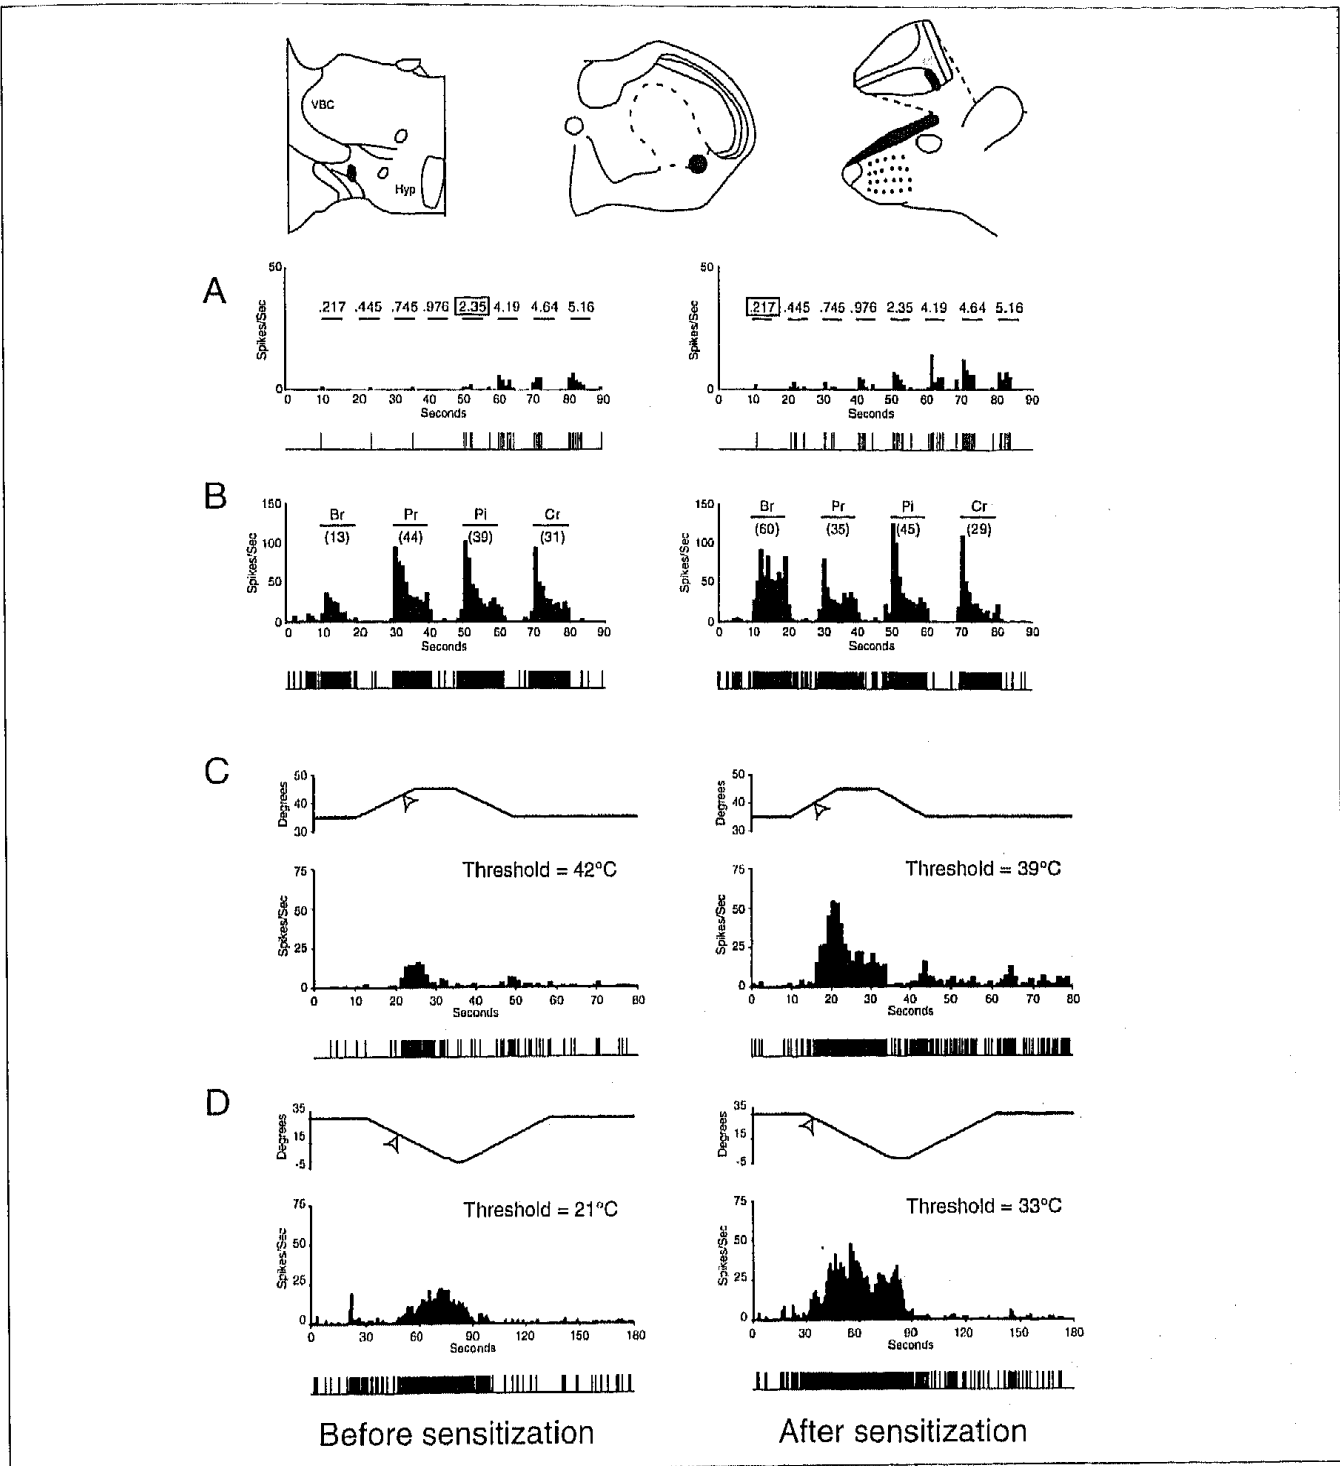 VBC
Hyp
A
50
Spikes/Sec
0
.217 .445 .745 .976 2.35 4.19 4.64 5.16
0 10 20 30 40 50 60 70 80 90
Seconds
50
Spikes/Sec
0
.217 .445 .745 .976 2.35 4.19 4.64 5.16
0 10 20 30 40 50 60 70 80 90
Seconds
B
150
100
50
0
Spikes/Sec
Br Pr Pi Cr
(13) (44) (39) (31)
0 10 20 30 40 50 60 70 80 90
Seconds
150
100
50
0
Spikes/Sec
Br Pr Pi Cr
(60) (35) (45) (29)
0 10 20 30 40 50 60 70 80 90
Seconds
C
50
40
30
Degrees
Threshold = 42°C
75
50
25
0
Spikes/Sec
0 10 20 30 40 50 60 70 80
Seconds
50
40
30
Degrees
Threshold = 39°C
75
50
25
0
Spikes/Sec
0 10 20 30 40 50 60 70 80
Seconds
D
35
15
-5
Degrees
Threshold = 21°C
75
50
25
0
Spikes/Sec
0 30 60 90 120 150 180
Seconds
35
15
-5
Degrees
Threshold = 33°C
75
50
25
0
Spikes/Sec
0 30 60 90 120 150 180
Seconds
Before sensitization
After sensitization